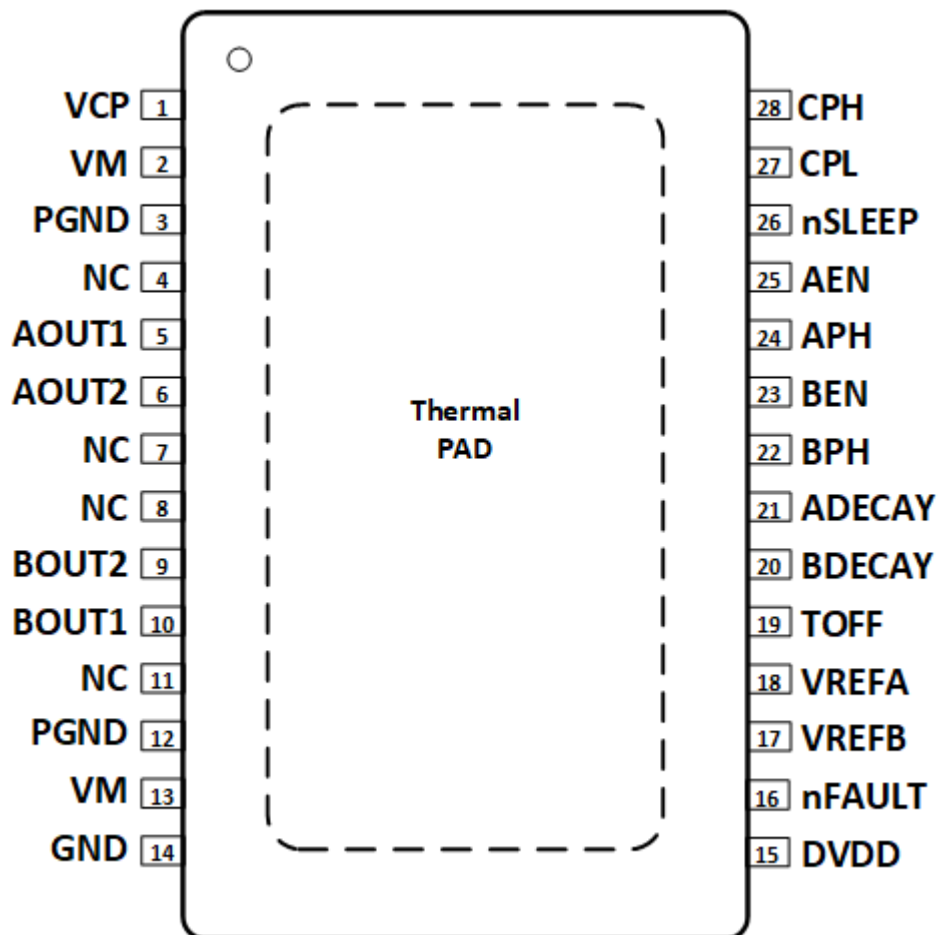 VCP 1
VM 2
PGND 3
NC 4
AOUT1 5
AOUT2 6
NC 7
NC 8
BOUT2 9
BOUT1 10
NC 11
PGND 12
VM 13
GND 14
Thermal
PAD
28 CPH
27 CPL
26 nSLEEP
25 AEN
24 APH
23 BEN
22 BPH
21 ADECAY
20 BDECAY
19 TOFF
18 VREFA
17 VREFB
16 nFAULT
15 DVDD